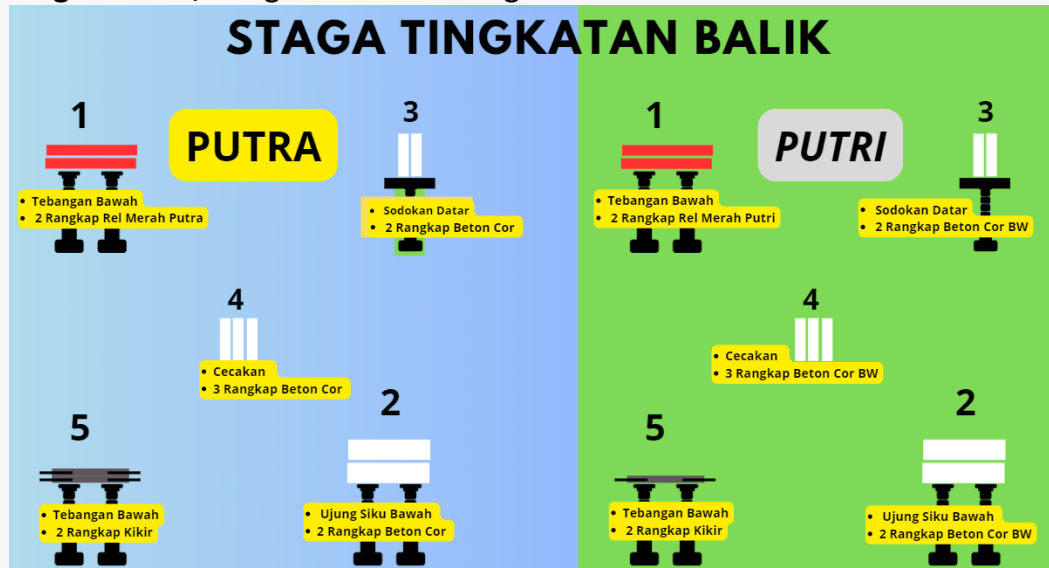 STAGA TINGKATAN BALIK
PUTRA
1
• Tebangan Bawah
• 2 Rangkap Rel Merah Putra
3
• Sodokan Datar
• 2 Rangkap Beton Cor
4
• Cecakan
• 3 Rangkap Beton Cor
5
• Tebangan Bawah
• 2 Rangkap Kikir
2
• Ujung Siku Bawah
• 2 Rangkap Beton Cor
PUTRI
1
• Tebangan Bawah
• 2 Rangkap Rel Merah Putri
3
• Sodokan Datar
• 2 Rangkap Beton Cor BW
4
• Cecakan
• 3 Rangkap Beton Cor BW
5
• Tebangan Bawah
• 2 Rangkap Kikir
2
• Ujung Siku Bawah
• 2 Rangkap Beton Cor BW